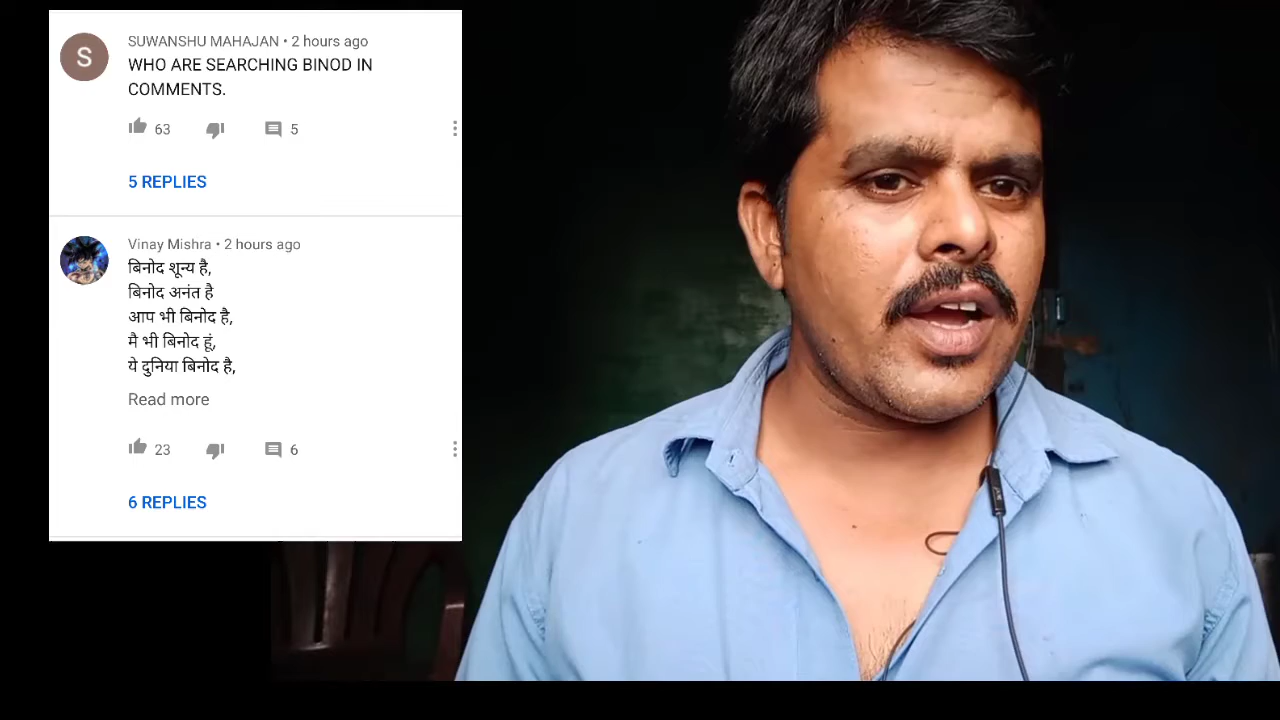 S
SUWANSHU MAHAJAN • 2 hours ago
WHO ARE SEARCHING BINOD IN
COMMENTS.
63 5
5 REPLIES
Vinay Mishra • 2 hours ago
बिनोद शून्य है,
बिनोद अनंत है
आप भी बिनोद है,
मै भी बिनोद हूं,
ये दुनिया बिनोद है,
Read more
23 6
6 REPLIES